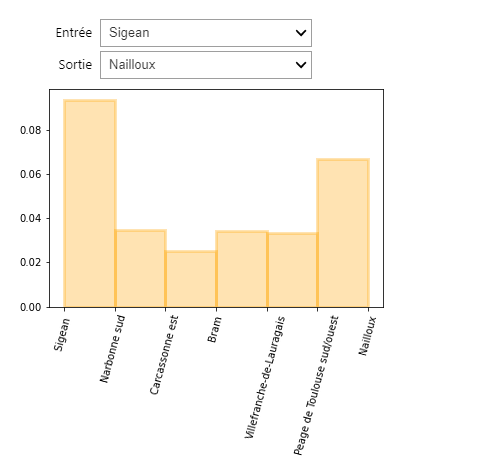 Entrée Sigean
Sortie Nailloux
0.08
0.06
0.04
0.02
0.00
Sigean
Narbonne sud
Carcassonne est
Bram
Villefranche-de-Lauragais
Peage de Toulouse sud/ouest
Nailloux